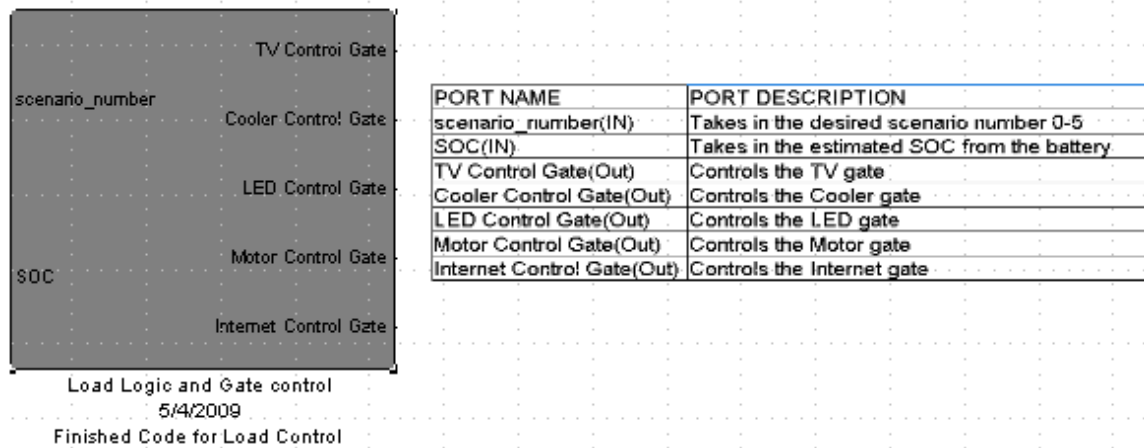 TV Control Gate
scenario_number
Cooler Control Gate
LED Control Gate
Motor Control Gate
SOC
Internet Control Gate
Load Logic and Gate control
5/4/2009
Finished Code for Load Control
PORT NAME PORT DESCRIPTION
scenario_number(IN) Takes in the desired scenario number 0-5
SOC(IN) Takes in the estimated SOC from the battery
TV Control Gate(Out) Controls the TV gate
Cooler Control Gate(Out) Controls the Cooler gate
LED Control Gate(Out) Controls the LED gate
Motor Control Gate(Out) Controls the Motor gate
Internet Control Gate(Out) Controls the Internet gate